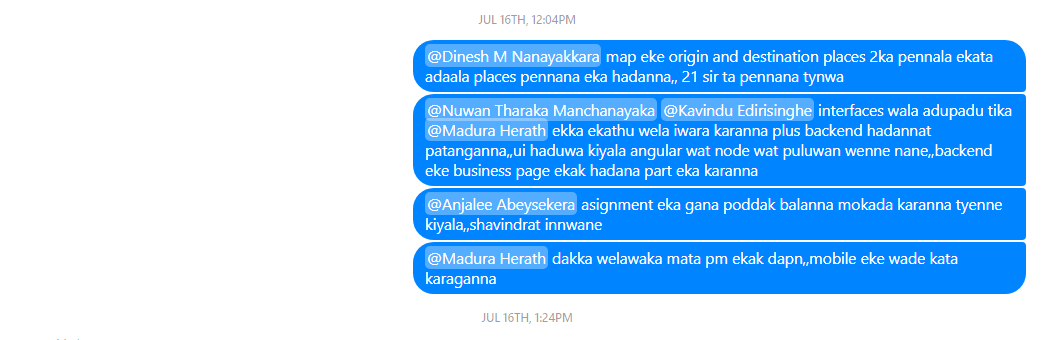 JUL 16TH, 12:04PM
@Dinesh M Nanayakkara map eke origin and destination places 2ka pennala ekata
adaala places pennana eka hadanna,, 21 sir ta pennana tynwa
@Nuwan Tharaka Manchanayaka @Kavindu Edirisinghe interfaces wala adupadu tika
@Madura Herath ekka ekathu wela iwara karanna plus backend hadannat
patanganna,,ui haduwa kiyala angular wat node wat puluwan wenne nane,,backend
eke business page ekak hadana part eka karanna
@Anjalee Abeysekera asignment eka gana poddak balanna mokada karanna tyenne
kiyala,,shavindrat innwane
@Madura Herath dakka welawaka mata pm ekak dapn,,mobile eke wade kata
karaganna
JUL 16TH, 1:24PM